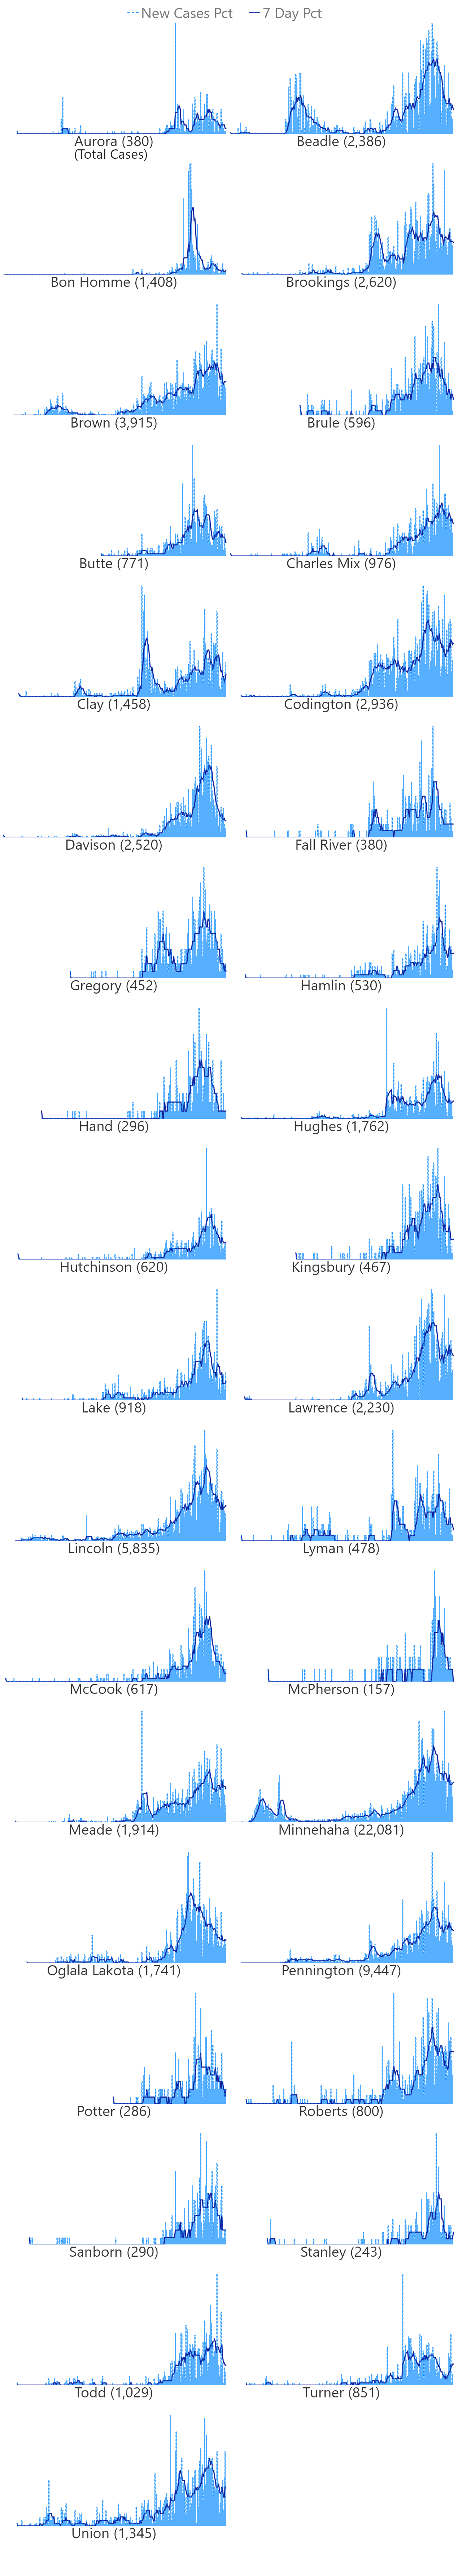 New Cases Pct 7 Day Pct
Aurora (380)
(Total Cases)
Beadle (2,386)
Bon Homme (1,408)
Brookings (2,620)
Brown (3,915)
Brule (596)
Butte (771)
Charles Mix (976)
Clay (1,458)
Codington (2,936)
Davison (2,520)
Fall River (380)
Gregory (452)
Hamlin (530)
Hand (296)
Hughes (1,762)
Hutchinson (620)
Kingsbury (467)
Lake (918)
Lawrence (2,230)
Lincoln (5,835)
Lyman (478)
McCook (617)
McPherson (157)
Meade (1,914)
Minnehaha (22,081)
Oglala Lakota (1,741)
Pennington (9,447)
Potter (286)
Roberts (800)
Sanborn (290)
Stanley (243)
Todd (1,029)
Turner (851)
Union (1,345)